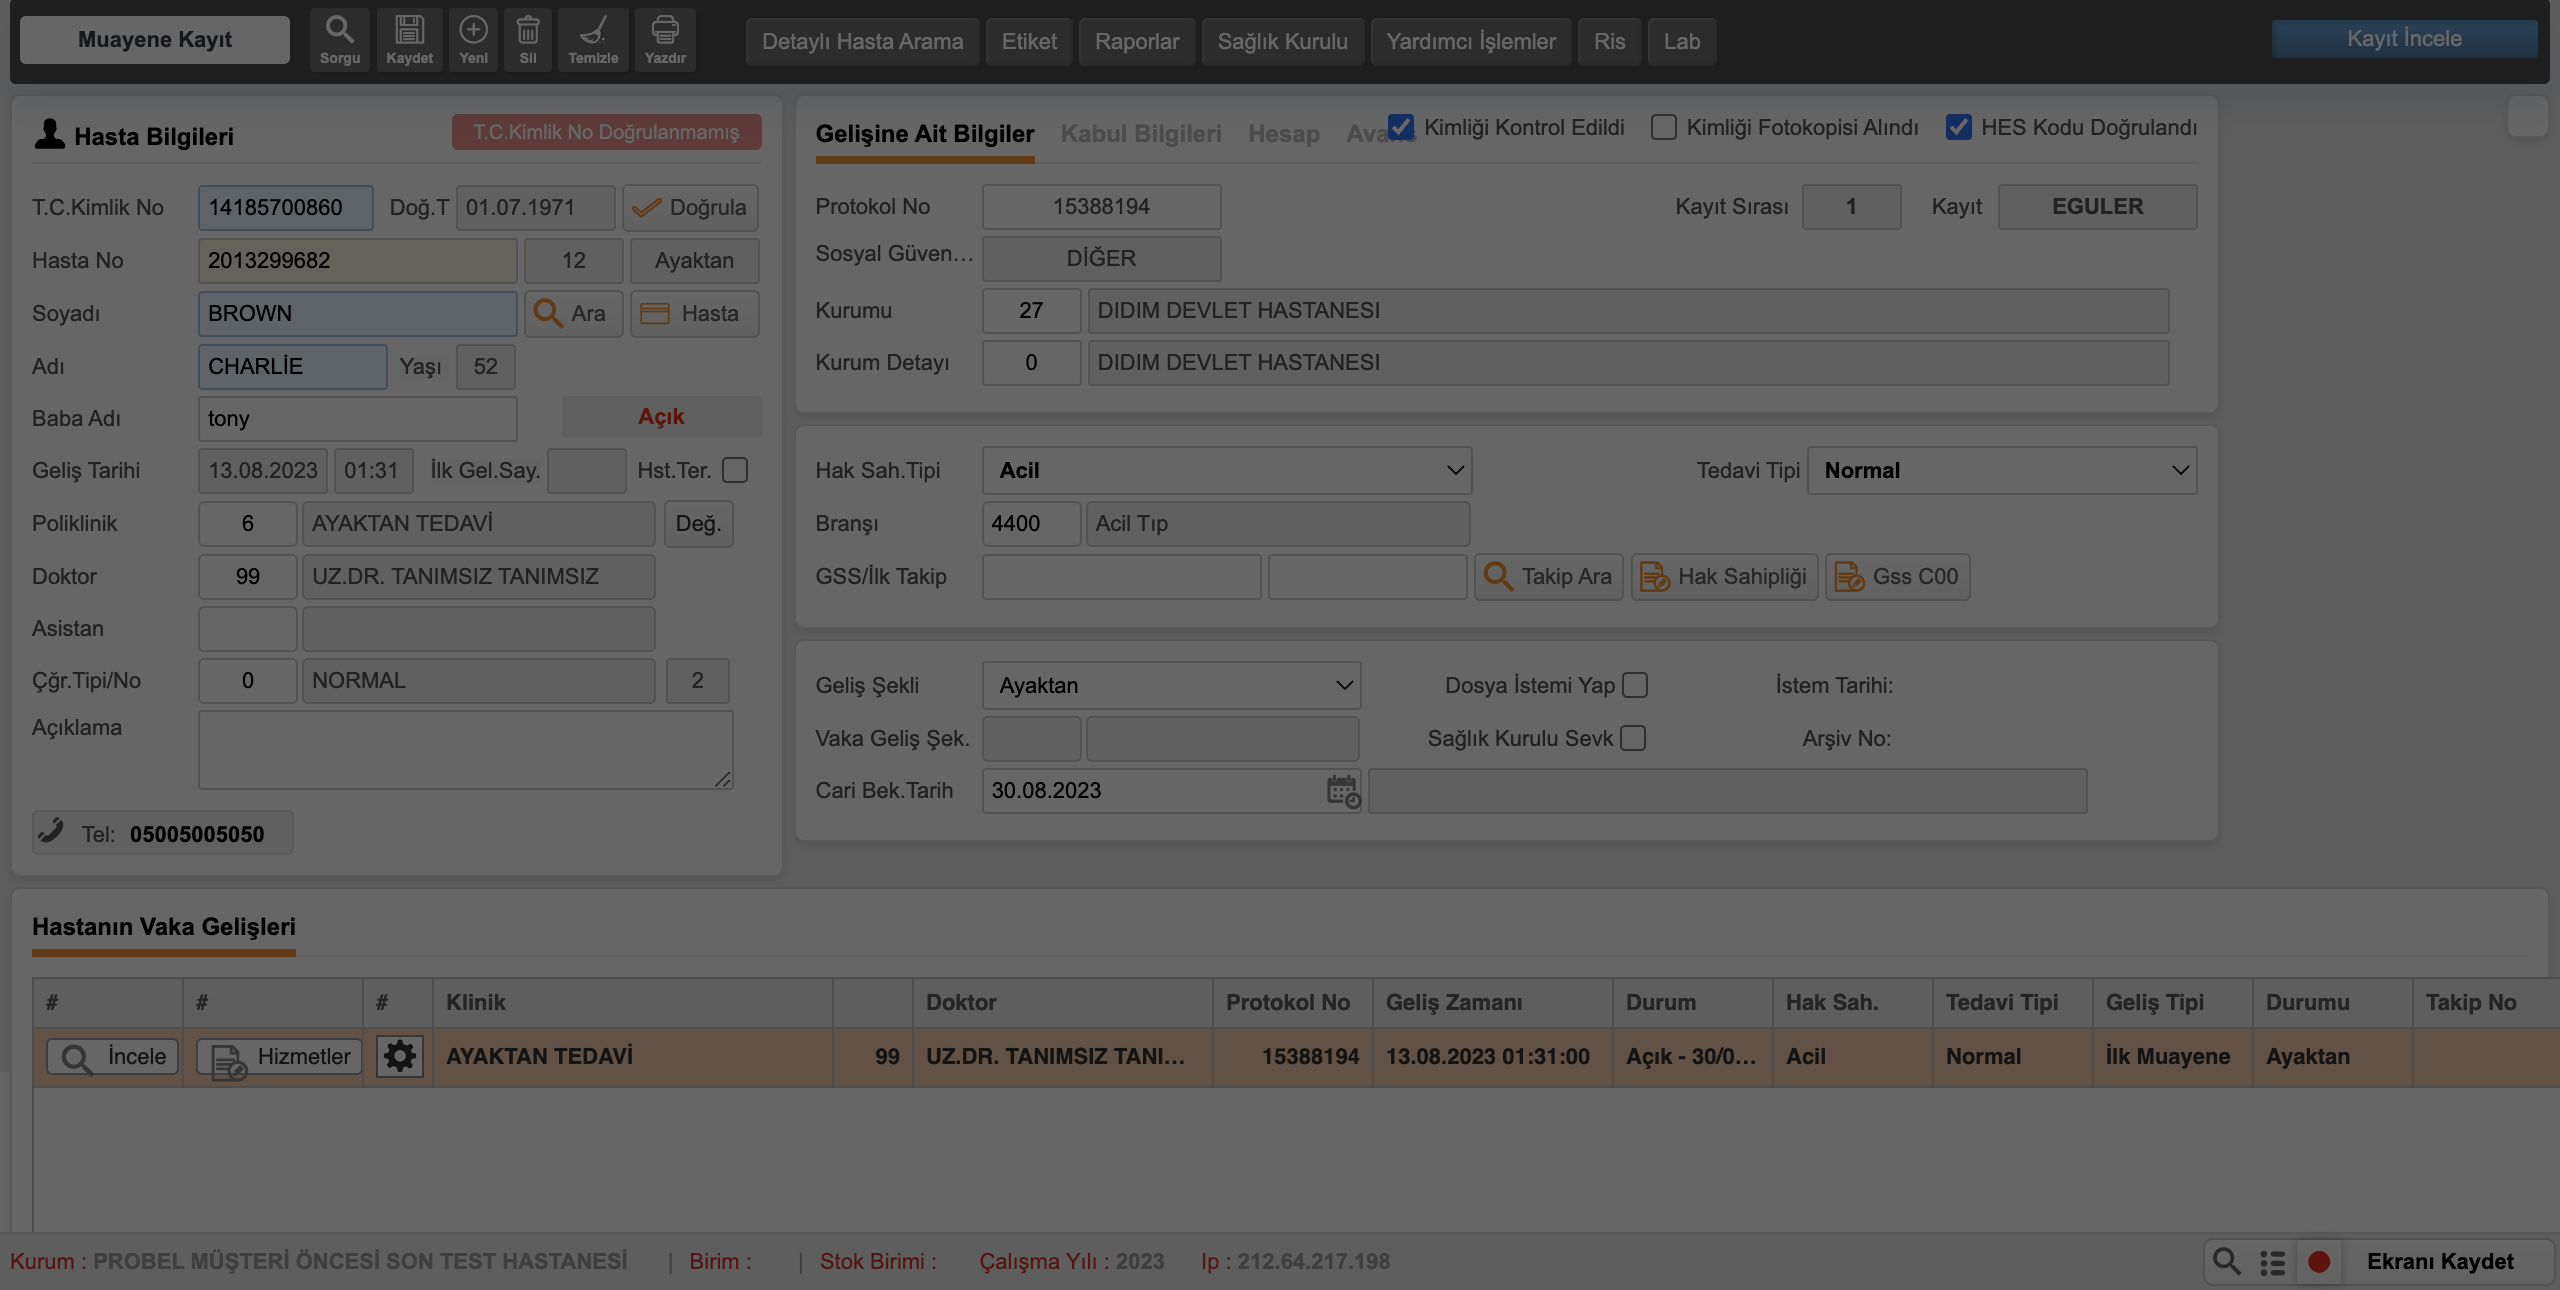 Muayene Kayıt
Sorgu Kaydet Yeni Sil Temizle Yazdır
Detaylı Hasta Arama Etiket Raporlar Sağlık Kurulu Yardımcı İşlemler Ris Lab
Kayıt İncele
Hasta Bilgileri T.C.Kimlik No Doğrulanmamış
T.C.Kimlik No 14185700860 Doğ.T 01.07.1971 Doğrula
Hasta No 2013299682 12 Ayaktan
Soyadı BROWN Ara Hasta
Adı CHARLİE Yaşı 52
Baba Adı tony Açık
Geliş Tarihi 13.08.2023 01:31 İlk Gel.Say. Hst.Ter.
Poliklinik 6 AYAKTAN TEDAVİ Değ.
Doktor 99 UZ.DR. TANIMSIZ TANIMSIZ
Asistan
Çğr.Tipi/No 0 NORMAL 2
Açıklama
Tel: 05005005050
Gelişine Ait Bilgiler Kabul Bilgileri Hesap Kimliği Kontrol Edildi Kimliği Fotokopisi Alındı HES Kodu Doğrulandı
Protokol No 15388194 Kayıt Sırası 1 Kayıt EGULER
Sosyal Güven... DİĞER
Kurumu 27 DIDIM DEVLET HASTANESI
Kurum Detayı 0 DIDIM DEVLET HASTANESI
Hak Sah.Tipi Acil Tedavi Tipi Normal
Branşı 4400 Acil Tıp
GSS/İlk Takip Takip Ara Hak Sahipliği Gss C00
Geliş Şekli Ayaktan Dosya İstemi Yap İstem Tarihi:
Vaka Geliş Şek. Sağlık Kurulu Sevk Arşiv No:
Cari Bek.Tarih 30.08.2023
Hastanın Vaka Gelişleri
# # # Klinik Doktor Protokol No Geliş Zamanı Durum Hak Sah. Tedavi Tipi Geliş Tipi Durumu Takip No
İncele Hizmetler AYAKTAN TEDAVİ 99 UZ.DR. TANIMSIZ TANI... 15388194 13.08.2023 01:31:00 Açık - 30/0... Acil Normal İlk Muayene Ayaktan
Kurum : PROBEL MÜŞTERİ ÖNCESİ SON TEST HASTANESİ | Birim : | Stok Birimi : Çalışma Yılı : 2023 Ip : 212.64.217.198
Ekranı Kaydet